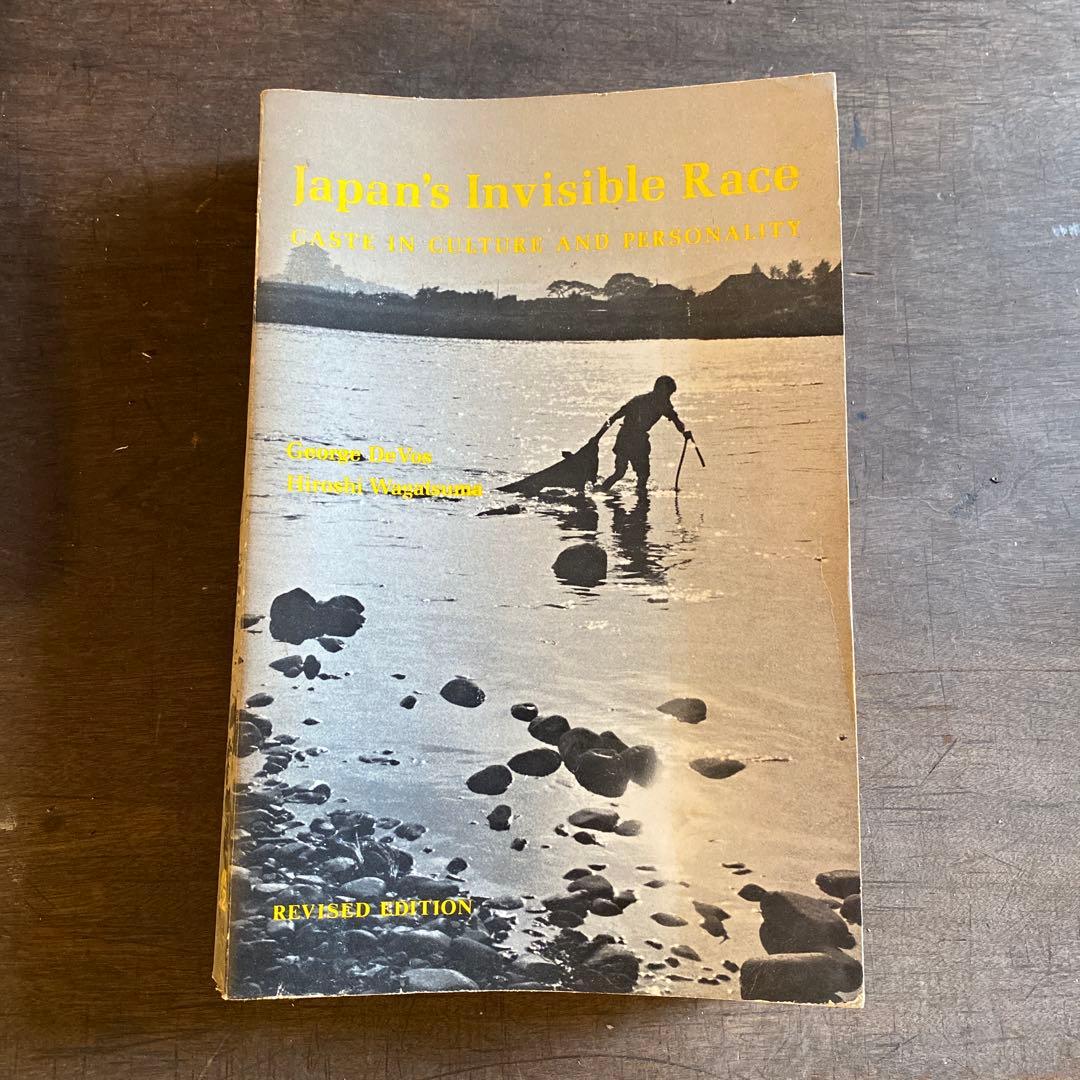 Japan's Invisible Race
CASTE IN CULTURE AND PERSONALITY
George DeVos
Hiroshi Wagatsuma
REVISED EDITION